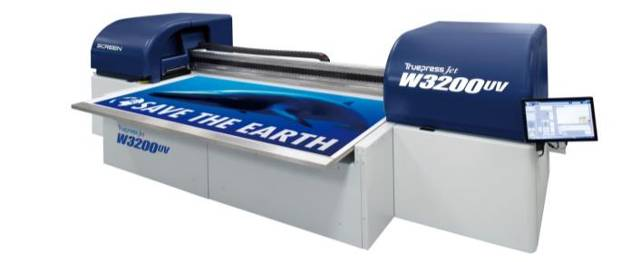 SCREEN
Truepress Jet
W3200UV
SAVE THE EARTH
Truepress Jet
W3200UV